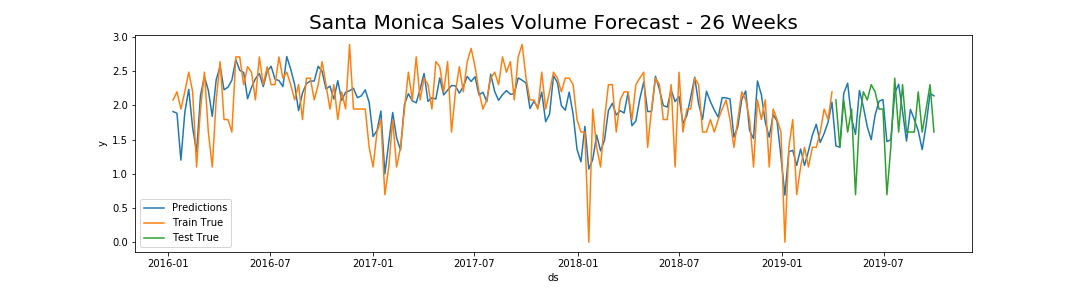 Santa Monica Sales Volume Forecast - 26 Weeks
3.0
2.5
2.0
1.5
1.0
0.5
0.0
y
Predictions
Train True
Test True
2016-01 2016-07 2017-01 2017-07 2018-01 2018-07 2019-01 2019-07
ds